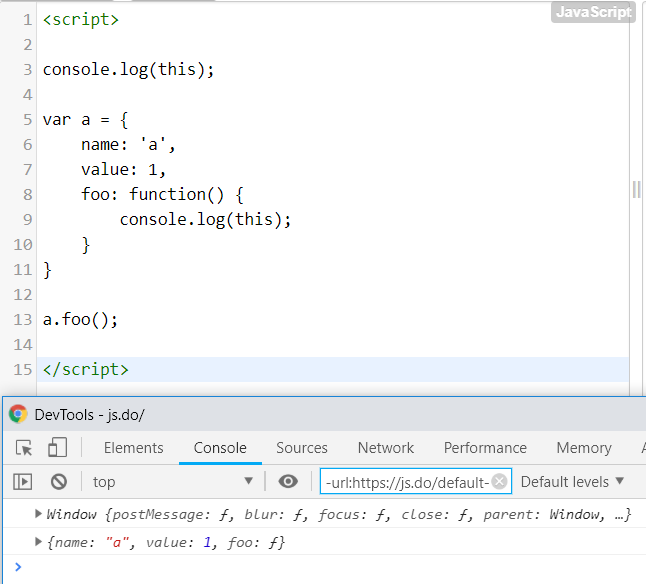 JavaScript
1 <script>
2
3 console.log(this);
4
5 var a = {
6     name: 'a',
7     value: 1,
8     foo: function() {
9         console.log(this);
10     }
11 }
12
13 a.foo();
14
15 </script>
DevTools - js.do/
Elements Console Sources Network Performance Memory
top ▼ -url:https://js.do/default- Default levels ▼
▶ Window {postMessage: ƒ, blur: ƒ, focus: ƒ, close: ƒ, parent: Window, …}
▶ {name: "a", value: 1, foo: ƒ}
>